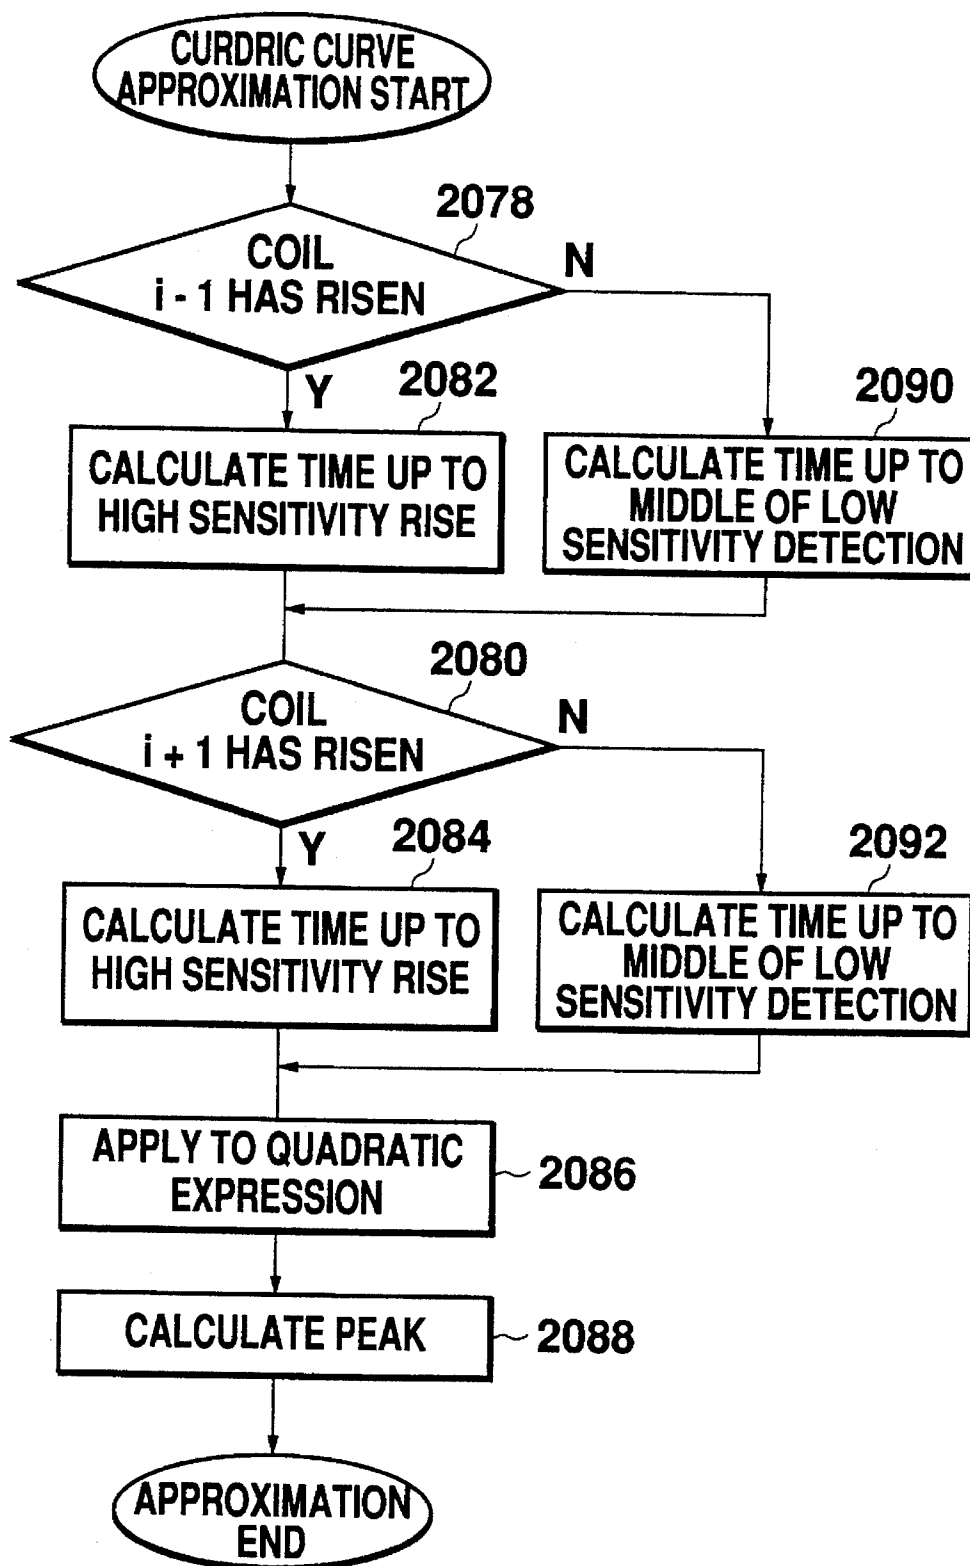 CURDRIC CURVE
APPROXIMATION START
2078
COIL
i - 1 HAS RISEN
N
Y
2082
CALCULATE TIME UP TO
HIGH SENSITIVITY RISE
2090
CALCULATE TIME UP TO
MIDDLE OF LOW
SENSITIVITY DETECTION
2080
COIL
i + 1 HAS RISEN
N
Y
2084
CALCULATE TIME UP TO
HIGH SENSITIVITY RISE
2092
CALCULATE TIME UP TO
MIDDLE OF LOW
SENSITIVITY DETECTION
APPLY TO QUADRATIC
EXPRESSION
2086
CALCULATE PEAK
2088
APPROXIMATION
END